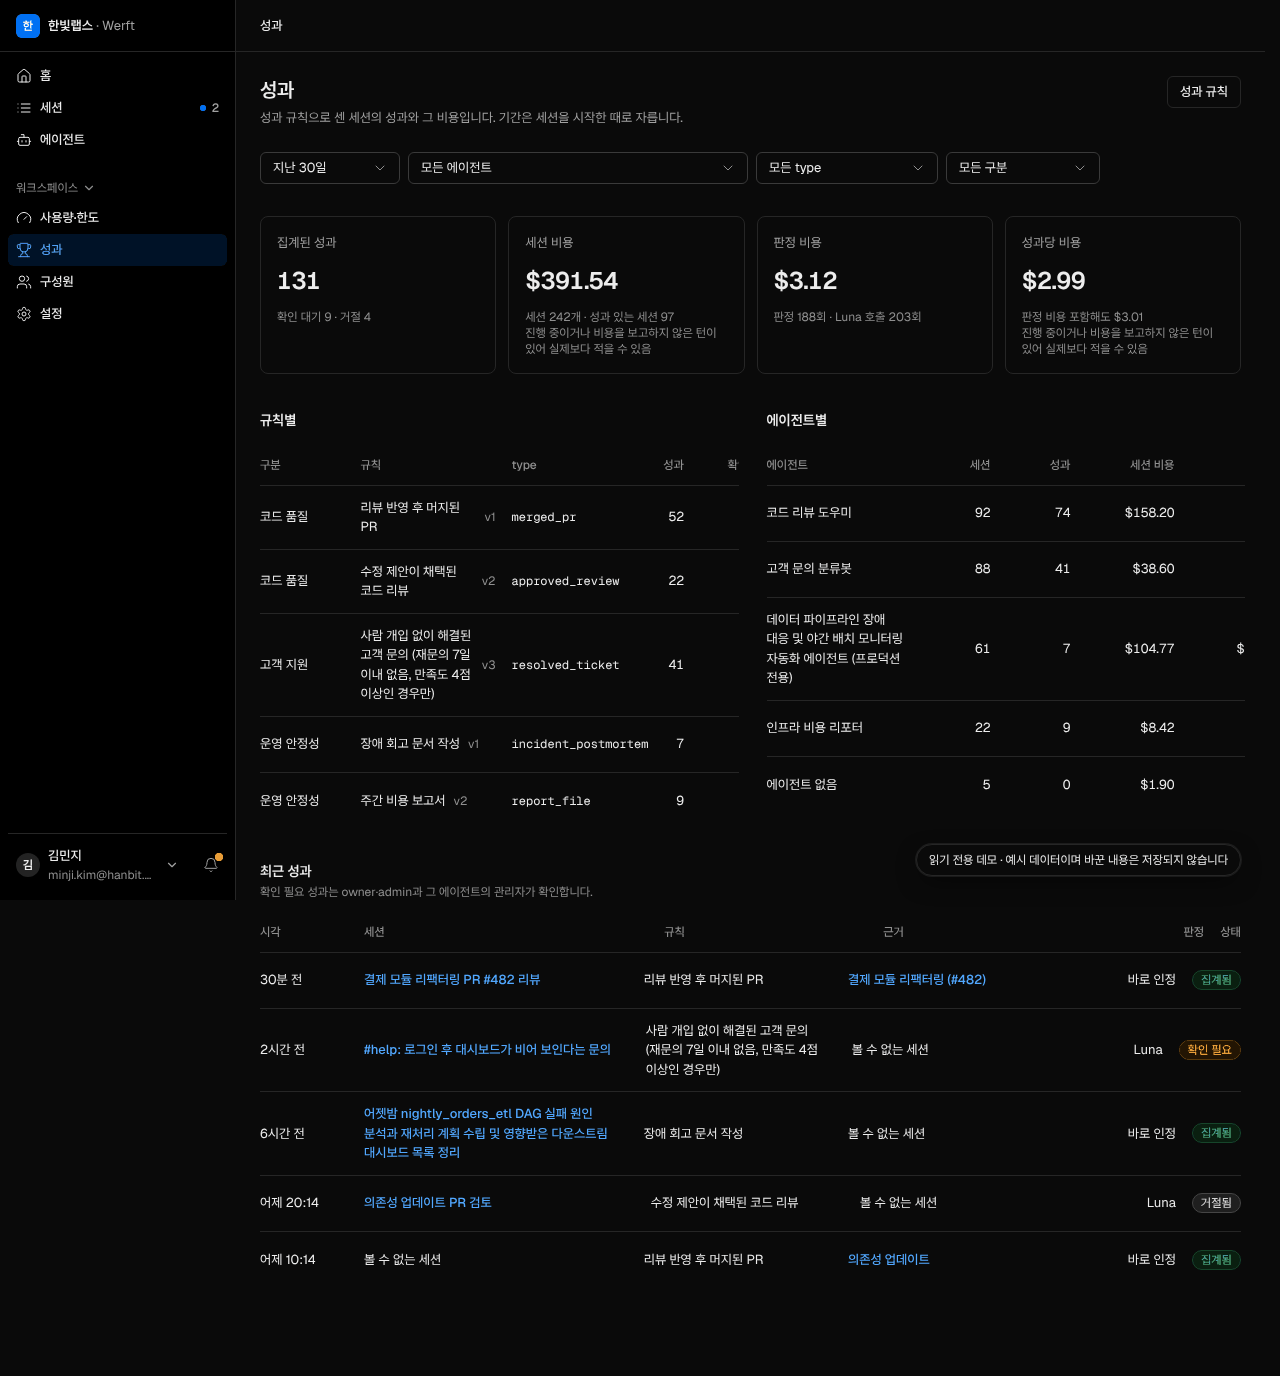 한
한빛랩스 · Werft
홈
세션
2
에이전트
워크스페이스
사용량·한도
성과
구성원
설정
김
김민지
minji.kim@hanbit....
성과
성과
성과 규칙으로 센 세션의 성과와 그 비용입니다. 기간은 세션을 시작한 때로 자릅니다.
성과 규칙
지난 30일
모든 에이전트
모든 type
모든 구분
집계된 성과
131
확인 대기 9 · 거절 4
세션 비용
$391.54
세션 242개 · 성과 있는 세션 97
진행 중이거나 비용을 보고하지 않은 턴이
있어 실제보다 적을 수 있음
판정 비용
$3.12
판정 188회 · Luna 호출 203회
성과당 비용
$2.99
판정 비용 포함해도 $3.01
진행 중이거나 비용을 보고하지 않은 턴이
있어 실제보다 적을 수 있음
규칙별
구분 규칙 type 성과 확
코드 품질 리뷰 반영 후 머지된 PR v1 merged_pr 52
코드 품질 수정 제안이 채택된 코드 리뷰 v2 approved_review 22
고객 지원 사람 개입 없이 해결된 고객 문의 (재문의 7일 이내 없음, 만족도 4점 이상인 경우만) v3 resolved_ticket 41
운영 안정성 장애 회고 문서 작성 v1 incident_postmortem 7
운영 안정성 주간 비용 보고서 v2 report_file 9
에이전트별
에이전트 세션 성과 세션 비용
코드 리뷰 도우미 92 74 $158.20
고객 문의 분류봇 88 41 $38.60
데이터 파이프라인 장애 대응 및 야간 배치 모니터링 자동화 에이전트 (프로덕션 전용) 61 7 $104.77 $
인프라 비용 리포터 22 9 $8.42
에이전트 없음 5 0 $1.90
읽기 전용 데모 · 예시 데이터이며 바꾼 내용은 저장되지 않습니다
최근 성과
확인 필요 성과는 owner·admin과 그 에이전트의 관리자가 확인합니다.
시각 세션 규칙 근거 판정 상태
30분 전 결제 모듈 리팩터링 PR #482 리뷰 리뷰 반영 후 머지된 PR 결제 모듈 리팩터링 (#482) 바로 인정 집계됨
2시간 전 #help: 로그인 후 대시보드가 비어 보인다는 문의 사람 개입 없이 해결된 고객 문의 (재문의 7일 이내 없음, 만족도 4점 이상인 경우만) 볼 수 없는 세션 Luna 확인 필요
6시간 전 어젯밤 nightly_orders_etl DAG 실패 원인 분석과 재처리 계획 수립 및 영향받은 다운스트림 대시보드 목록 정리 장애 회고 문서 작성 볼 수 없는 세션 바로 인정 집계됨
어제 20:14 의존성 업데이트 PR 검토 수정 제안이 채택된 코드 리뷰 볼 수 없는 세션 Luna 거절됨
어제 10:14 볼 수 없는 세션 리뷰 반영 후 머지된 PR 의존성 업데이트 바로 인정 집계됨